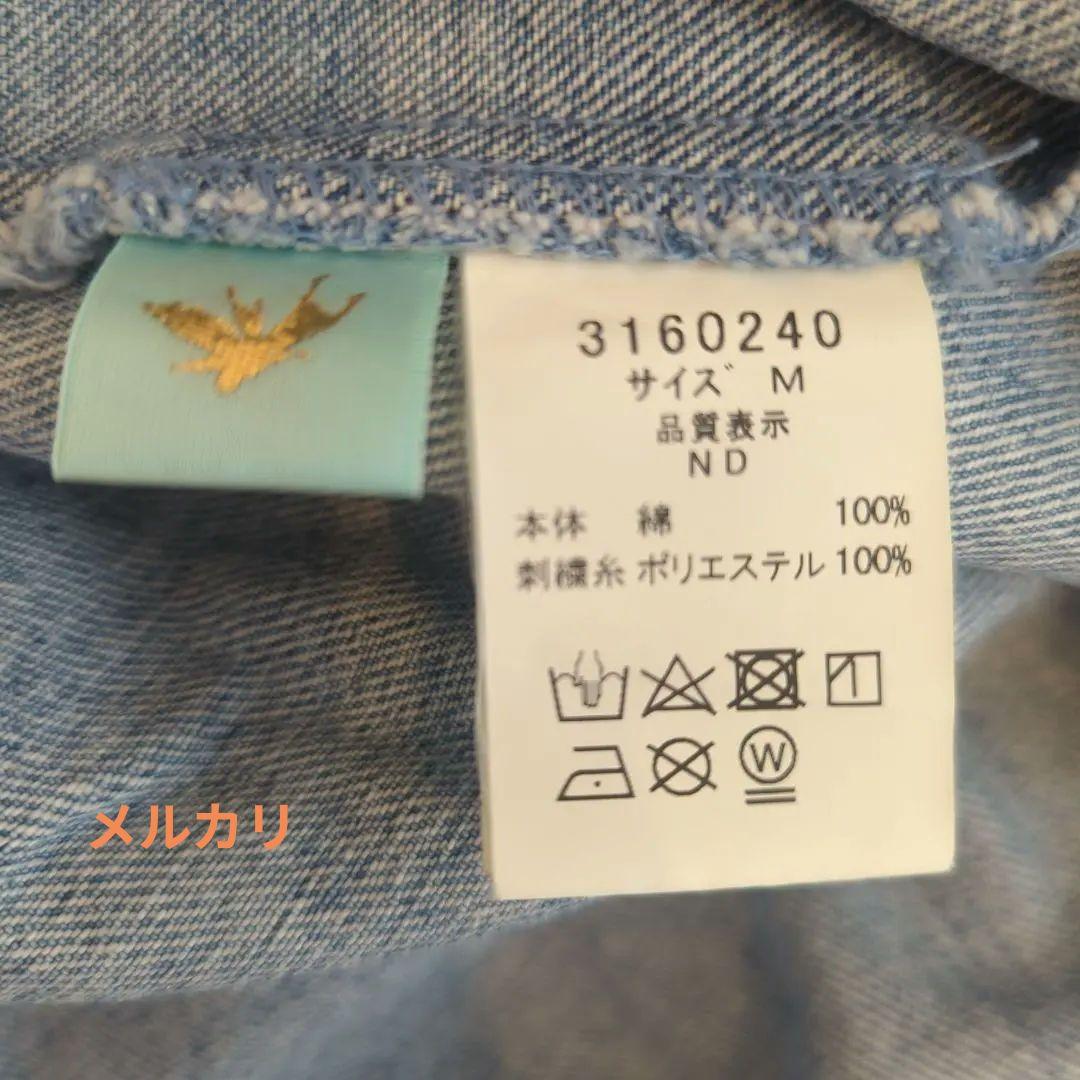 3160240
サイズ M
品質表示
ND
本体 綿 100%
刺繍糸 ポリエステル 100%
W
メルカリ